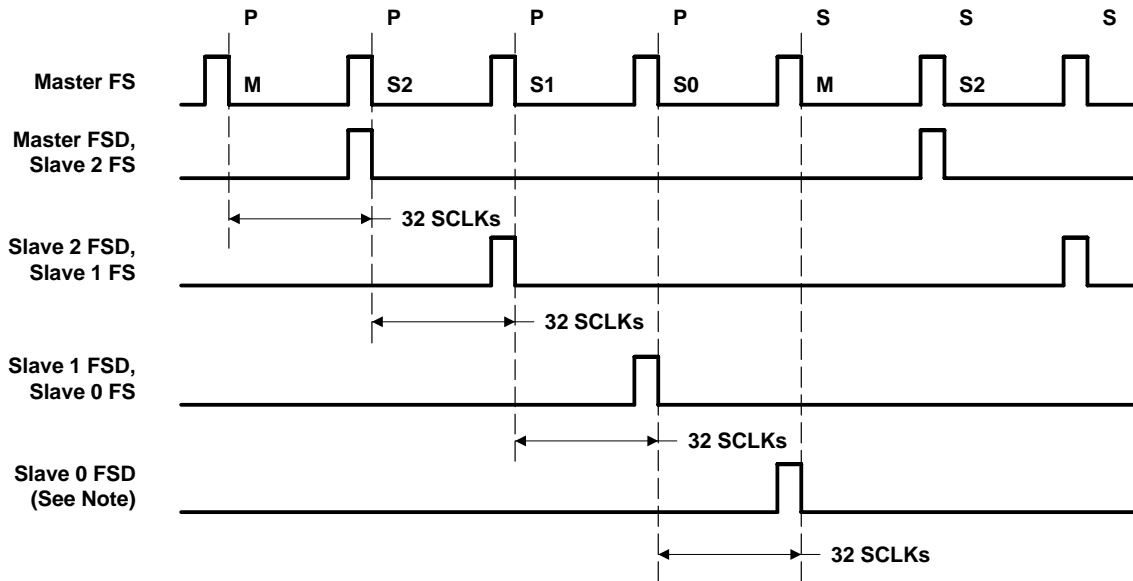 P P P P S S S
Master FS M S2 S1 S0 M S2
Master FSD,
Slave 2 FS
32 SCLKs
Slave 2 FSD,
Slave 1 FS
32 SCLKs
Slave 1 FSD,
Slave 0 FS
32 SCLKs
Slave 0 FSD
(See Note)
32 SCLKs